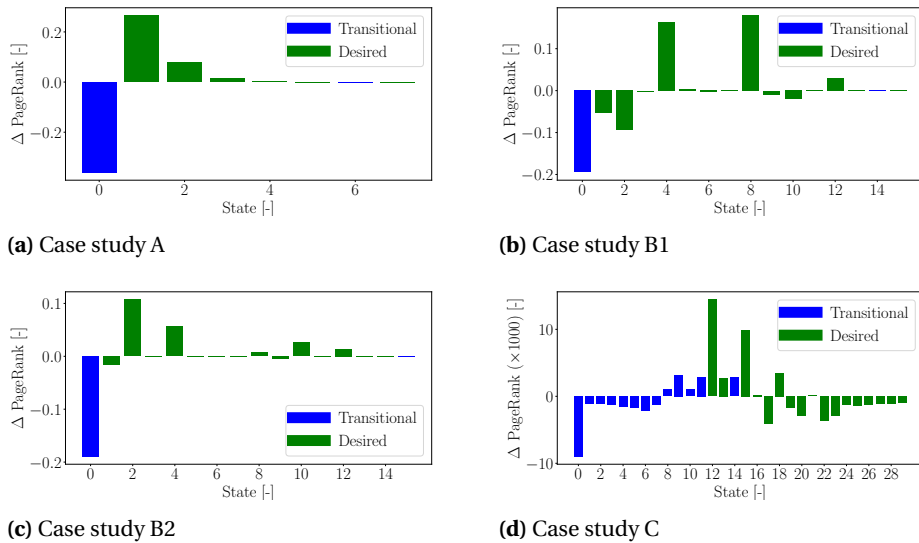 0.2
0.0
−0.2
Δ PageRank [-]
Transitional
Desired
0 2 4 6
State [-]
(a) Case study A
0.1
0.0
−0.1
−0.2
Δ PageRank [-]
Transitional
Desired
0 2 4 6 8 10 12 14
State [-]
(b) Case study B1
0.1
0.0
−0.1
−0.2
Δ PageRank [-]
Transitional
Desired
0 2 4 6 8 10 12 14
State [-]
(c) Case study B2
10
0
−10
Δ PageRank (×1000) [-]
Transitional
Desired
0 2 4 6 8 10 12 14 16 18 20 22 24 26 28
State [-]
(d) Case study C